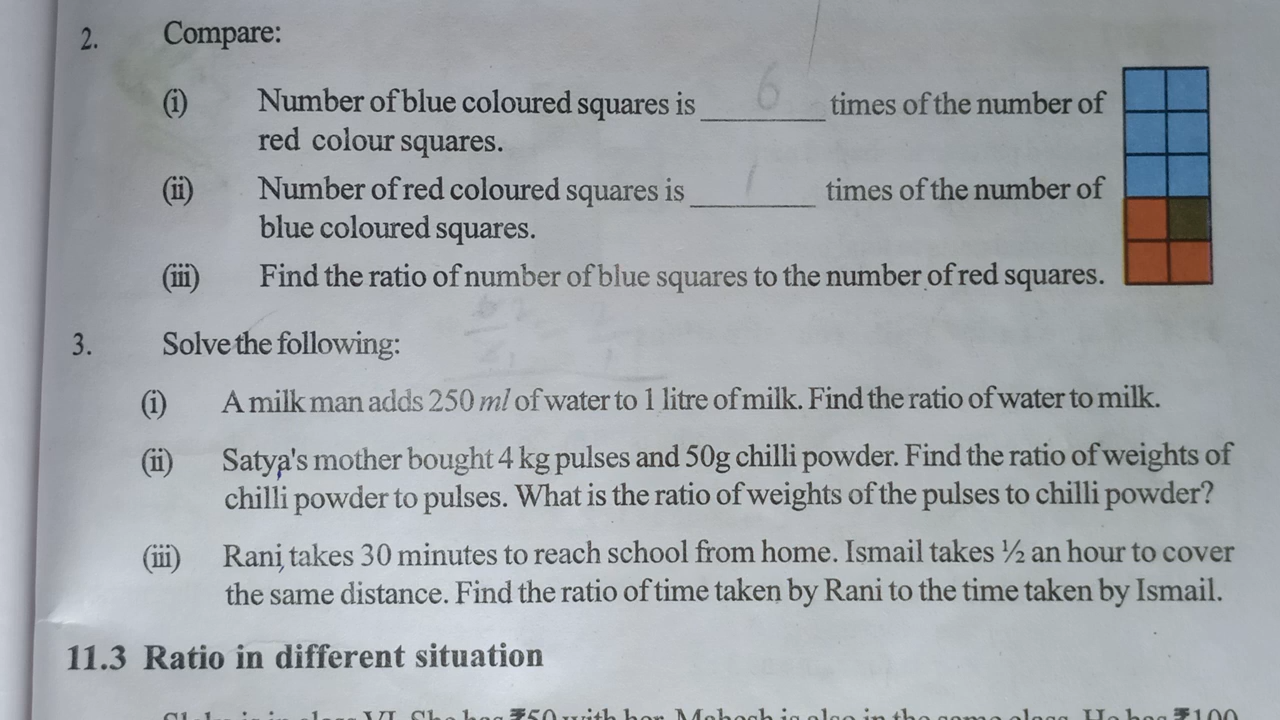 2. Compare:
(i) Number of blue coloured squares is ______ 6 ______ times of the number of
red colour squares.
(ii) Number of red coloured squares is ______ 1 ______ times of the number of
blue coloured squares.
(iii) Find the ratio of number of blue squares to the number of red squares.
3. Solve the following:
(i) A milk man adds 250 ml of water to 1 litre of milk. Find the ratio of water to milk.
(ii) Satya's mother bought 4 kg pulses and 50g chilli powder. Find the ratio of weights of
chilli powder to pulses. What is the ratio of weights of the pulses to chilli powder?
(iii) Rani takes 30 minutes to reach school from home. Ismail takes ½ an hour to cover
the same distance. Find the ratio of time taken by Rani to the time taken by Ismail.
11.3 Ratio in different situation